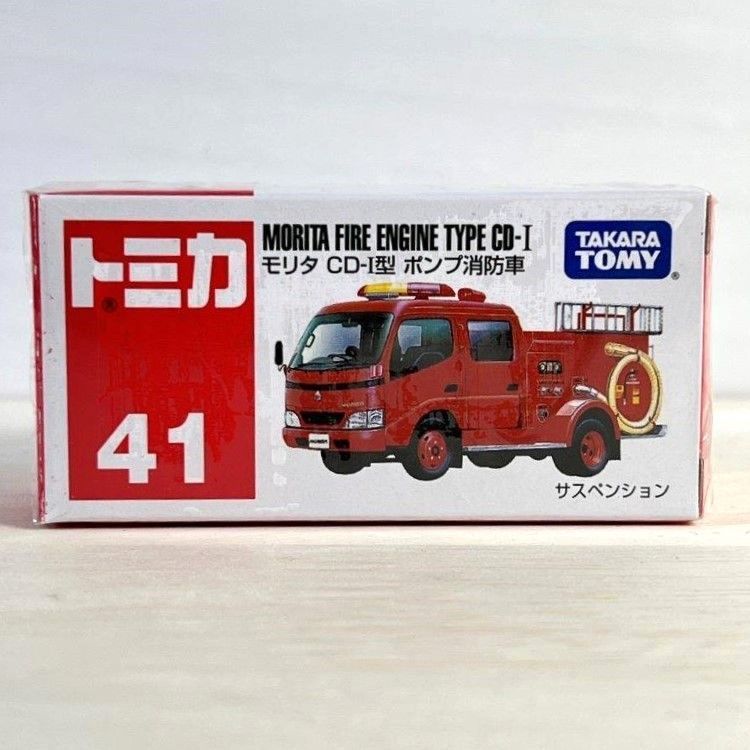 トミカ®
41
MORITA FIRE ENGINE TYPE CD-I
モリタ CD-I型 ポンプ消防車
TAKARA
TOMY®
サスペンション